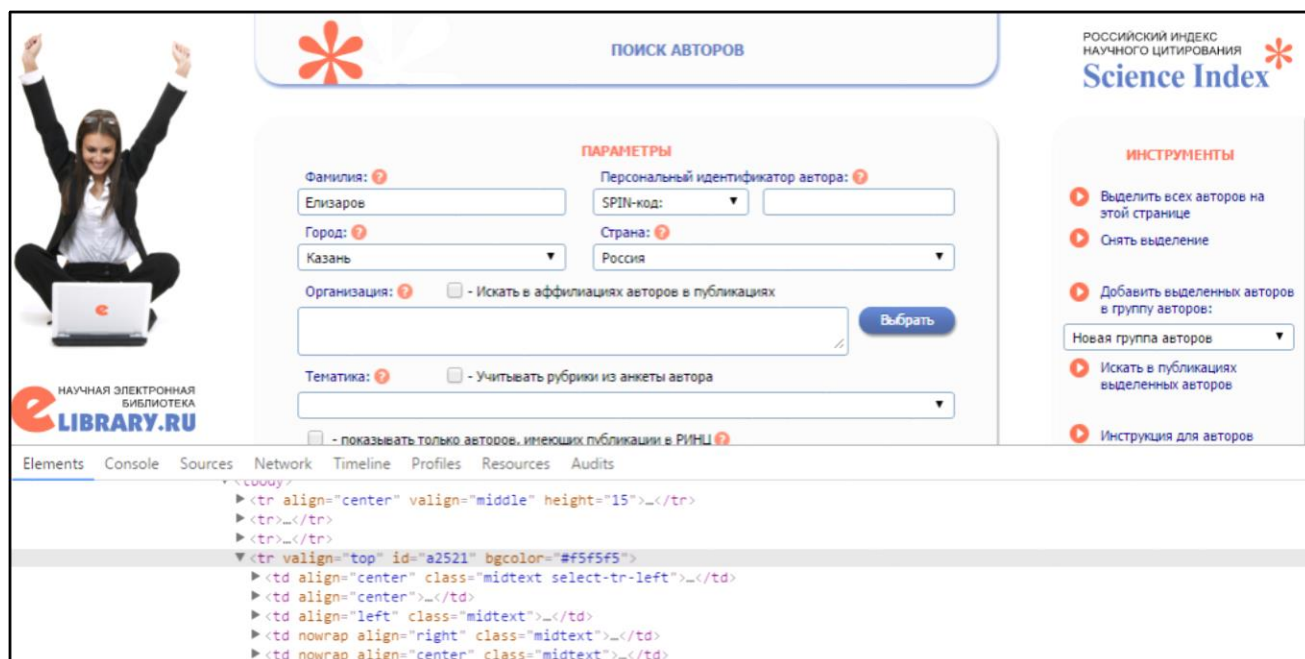 ПОИСК АВТОРОВ
РОССИЙСКИЙ ИНДЕКС
НАУЧНОГО ЦИТИРОВАНИЯ
Science Index
ПАРАМЕТРЫ
Фамилия: ?
Персональный идентификатор автора: ?
Елизаров
SPIN-код:
Город: ?
Страна: ?
Казань
Россия
Организация: ?
- Искать в аффилиациях авторов в публикациях
Выбрать
Тематика: ?
- Учитывать рубрики из анкеты автора
- показывать только авторов, имеющих публикации в РИНЦ ?
ИНСТРУМЕНТЫ
Выделить всех авторов на
этой странице
Снять выделение
Добавить выделенных авторов
в группу авторов:
Новая группа авторов
Искать в публикациях
выделенных авторов
Инструкция для авторов
e
НАУЧНАЯ ЭЛЕКТРОННАЯ
БИБЛИОТЕКА
eLIBRARY.RU
Elements Console Sources Network Timeline Profiles Resources Audits
<tbody>
<tr align="center" valign="middle" height="15">…</tr>
<tr>…</tr>
<tr>…</tr>
<tr valign="top" id="a2521" bgcolor="#f5f5f5">
<td align="center" class="midtext select-tr-left">…</td>
<td align="center">…</td>
<td align="left" class="midtext">…</td>
<td nowrap align="right" class="midtext">…</td>
<td nowrap align="center" class="midtext">…</td>